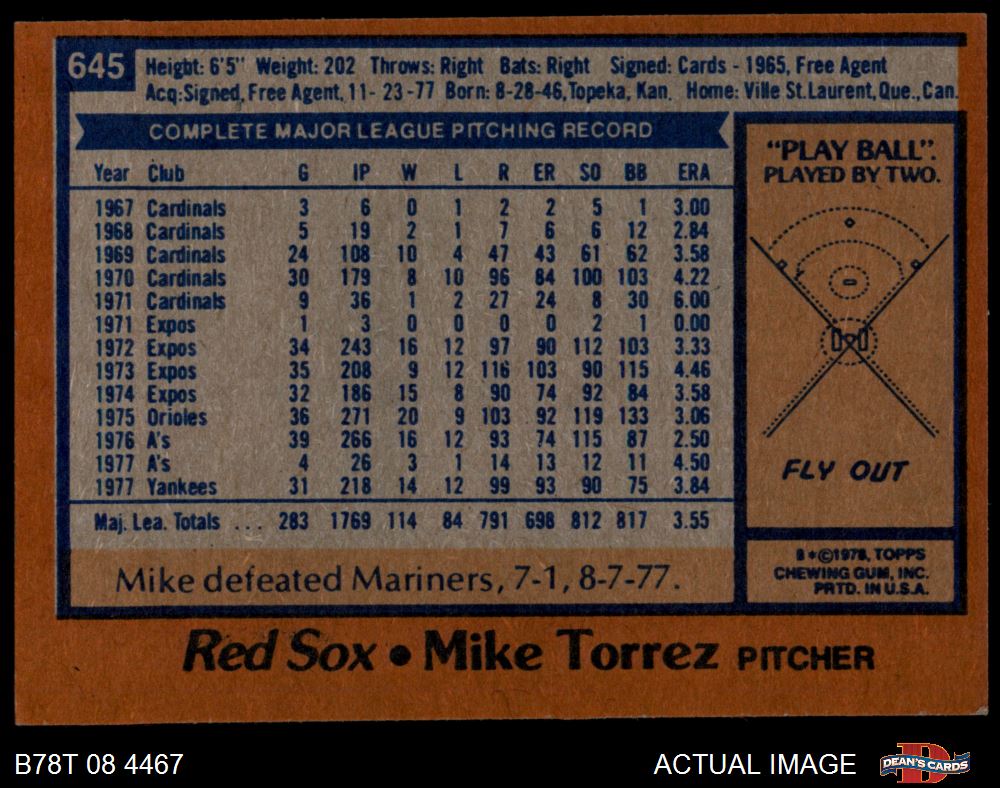 645
Height: 6'5" Weight: 202 Throws: Right Bats: Right Signed: Cards - 1965, Free Agent
Acq:Signed, Free Agent, 11- 23 -77 Born: 8-28-46, Topeka, Kan. Home: Ville St.Laurent, Que., Can.
COMPLETE MAJOR LEAGUE PITCHING RECORD
Year Club G IP W L R ER SO BB ERA
1967 Cardinals 3 6 0 1 2 2 5 1 3.00
1968 Cardinals 5 19 2 1 7 6 6 12 2.84
1969 Cardinals 24 108 10 4 47 43 61 62 3.58
1970 Cardinals 30 179 8 10 96 84 100 103 4.22
1971 Cardinals 9 36 1 2 27 24 8 30 6.00
1971 Expos 1 3 0 0 0 0 2 1 0.00
1972 Expos 34 243 16 12 97 90 112 103 3.33
1973 Expos 35 208 9 12 116 103 90 115 4.46
1974 Expos 32 186 15 8 90 74 92 84 3.58
1975 Orioles 36 271 20 9 103 92 119 133 3.06
1976 A's 39 266 16 12 93 74 115 87 2.50
1977 A's 4 26 3 1 14 13 12 11 4.50
1977 Yankees 31 218 14 12 99 93 90 75 3.84
Maj. Lea. Totals ... 283 1769 114 84 791 698 812 817 3.55
Mike defeated Mariners, 7-1, 8-7-77.
"PLAY BALL".
PLAYED BY TWO.
FLY OUT
B*©1978, TOPPS
CHEWING GUM, INC.
PRTD. IN U.S.A.
Red Sox • Mike Torrez PITCHER
B78T 08 4467
ACTUAL IMAGE
D
DEAN'S CARDS